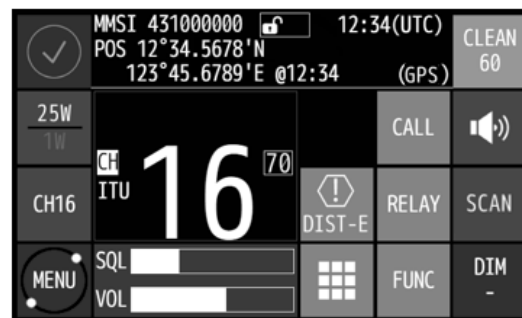 MMSI 431000000 12:34(UTC)
POS 12°34.5678'N
123°45.6789'E @12:34 (GPS)
CLEAN
60
25W
1W
CALL
CH
ITU
16
70
CH16
DIST-E
RELAY
SCAN
MENU
SQL
VOL
FUNC
DIM
-